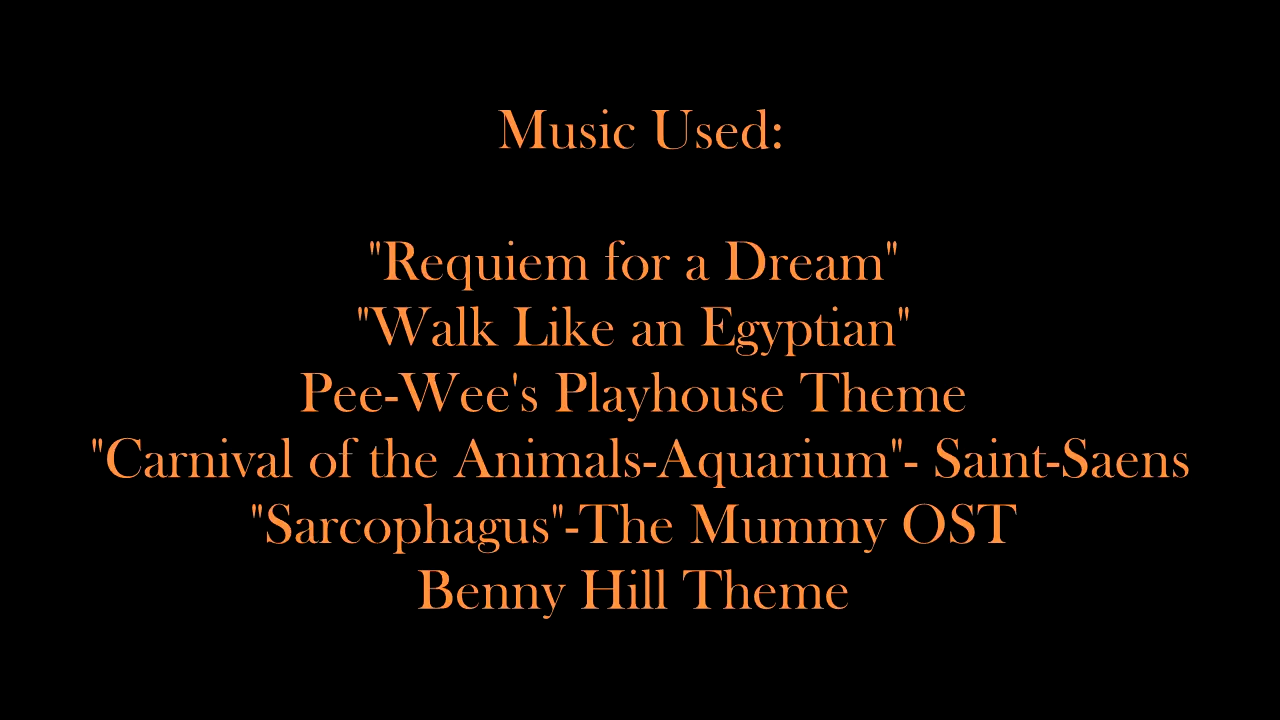 Music Used:
"Requiem for a Dream"
"Walk Like an Egyptian"
Pee-Wee's Playhouse Theme
"Carnival of the Animals-Aquarium"- Saint-Saens
"Sarcophagus"-The Mummy OST
Benny Hill Theme